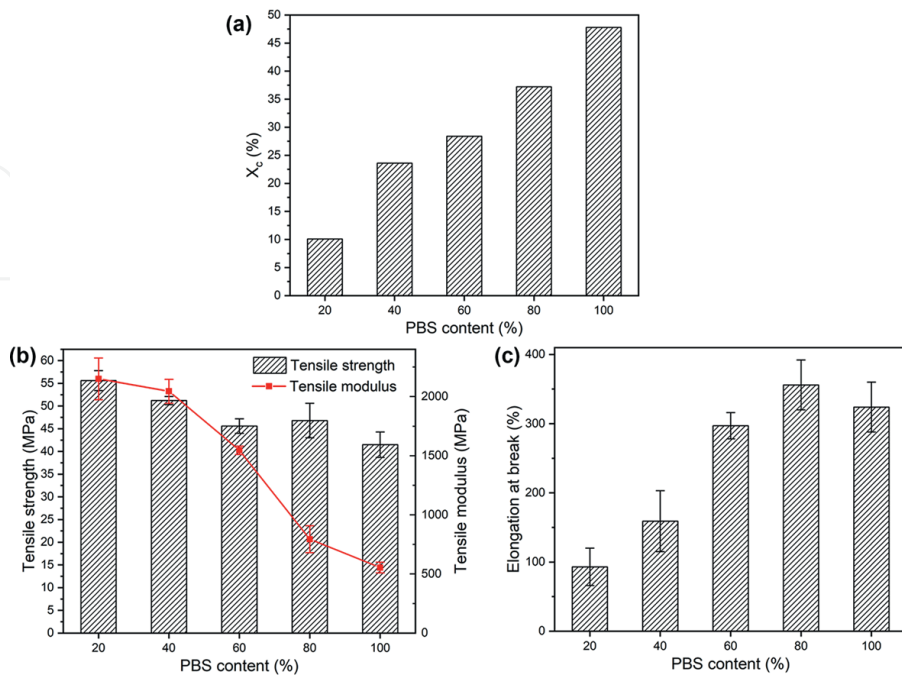 (a)
50
45
40
35
30
25
20
15
10
5
0
Xc (%)
20 40 60 80 100
PBS content (%)
(b)
60
55
50
45
40
35
30
25
20
15
10
5
0
Tensile strength (MPa)
Tensile strength
Tensile modulus
2000
1500
1000
500
0
Tensile modulus (MPa)
20 40 60 80 100
PBS content (%)
(c)
400
300
350
100
0
Elongation at break (%)
20 40 60 80 100
PBS content (%)